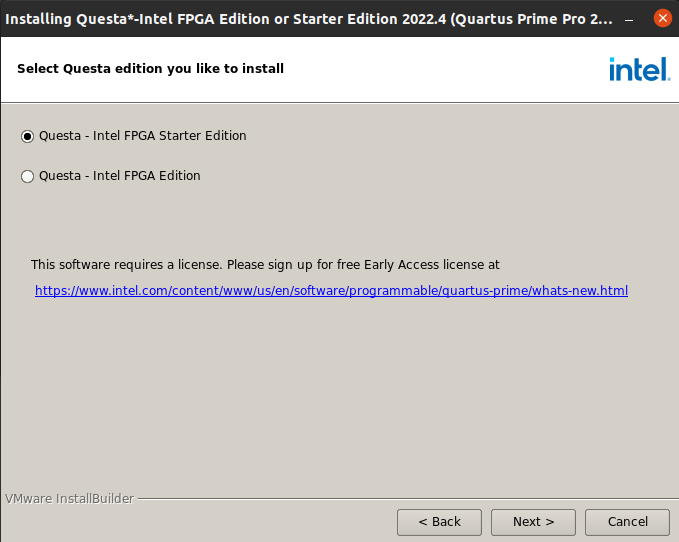 Installing Questa*-Intel FPGA Edition or Starter Edition 2022.4 (Quartus Prime Pro 2...
Select Questa edition you like to install
intel.
Questa - Intel FPGA Starter Edition
Questa - Intel FPGA Edition
This software requires a license. Please sign up for free Early Access license at
https://www.intel.com/content/www/us/en/software/programmable/quartus-prime/whats-new.html
VMware InstallBuilder
< Back Next > Cancel